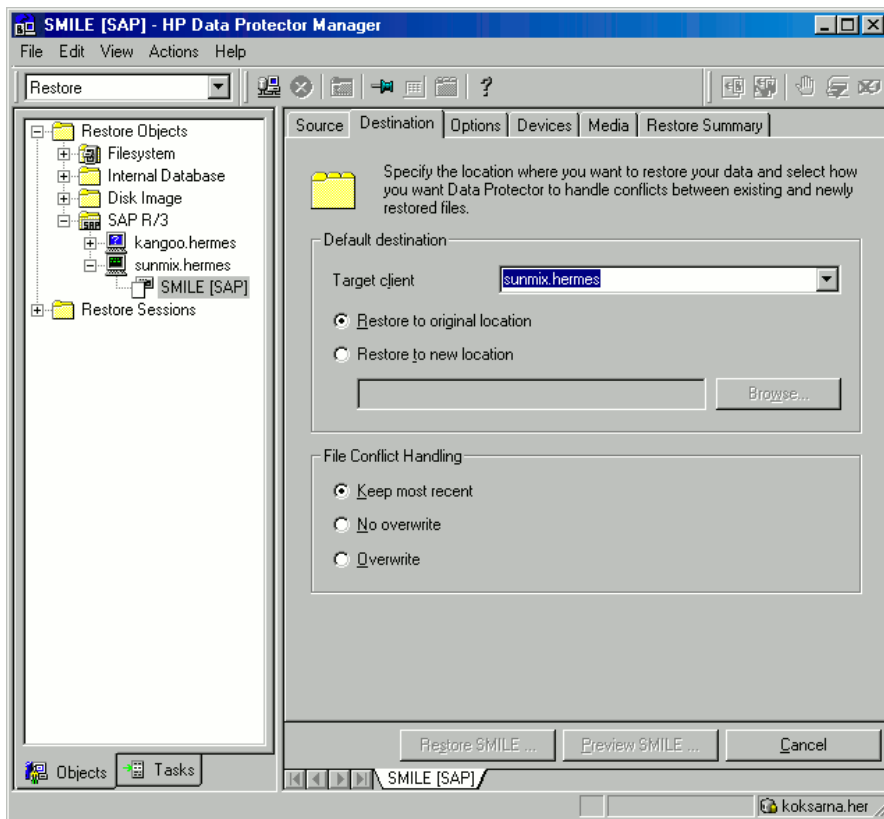 SMILE [SAP] - HP Data Protector Manager
File Edit View Actions Help
Restore
Restore Objects
Filesystem
Internal Database
Disk Image
SAP R/3
kangoo.hermes
sunmix.hermes
SMILE [SAP]
Restore Sessions
Objects
Tasks
Source Destination Options Devices Media Restore Summary
Specify the location where you want to restore your data and select how
you want Data Protector to handle conflicts between existing and newly
restored files.
Default destination
Target client sunmix.hermes
Restore to original location
Restore to new location
Browse...
File Conflict Handling
Keep most recent
No overwrite
Overwrite
Restore SMILE ... Preview SMILE ... Cancel
SMILE [SAP]
koksarna.her